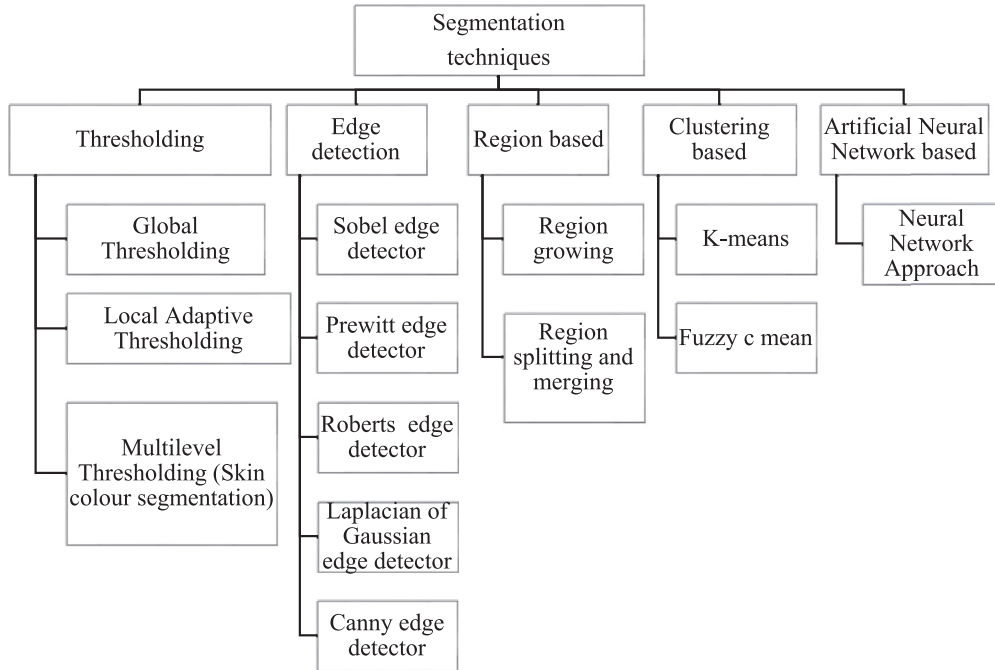 Segmentation
techniques
Thresholding
Edge
detection
Region based
Clustering
based
Artificial Neural
Network based
Global
Thresholding
Local Adaptive
Thresholding
Multilevel
Thresholding (Skin
colour segmentation)
Sobel edge
detector
Prewitt edge
detector
Roberts edge
detector
Laplacian of
Gaussian
edge detector
Canny edge
detector
Region
growing
Region
splitting and
merging
K-means
Fuzzy c mean
Neural
Network
Approach